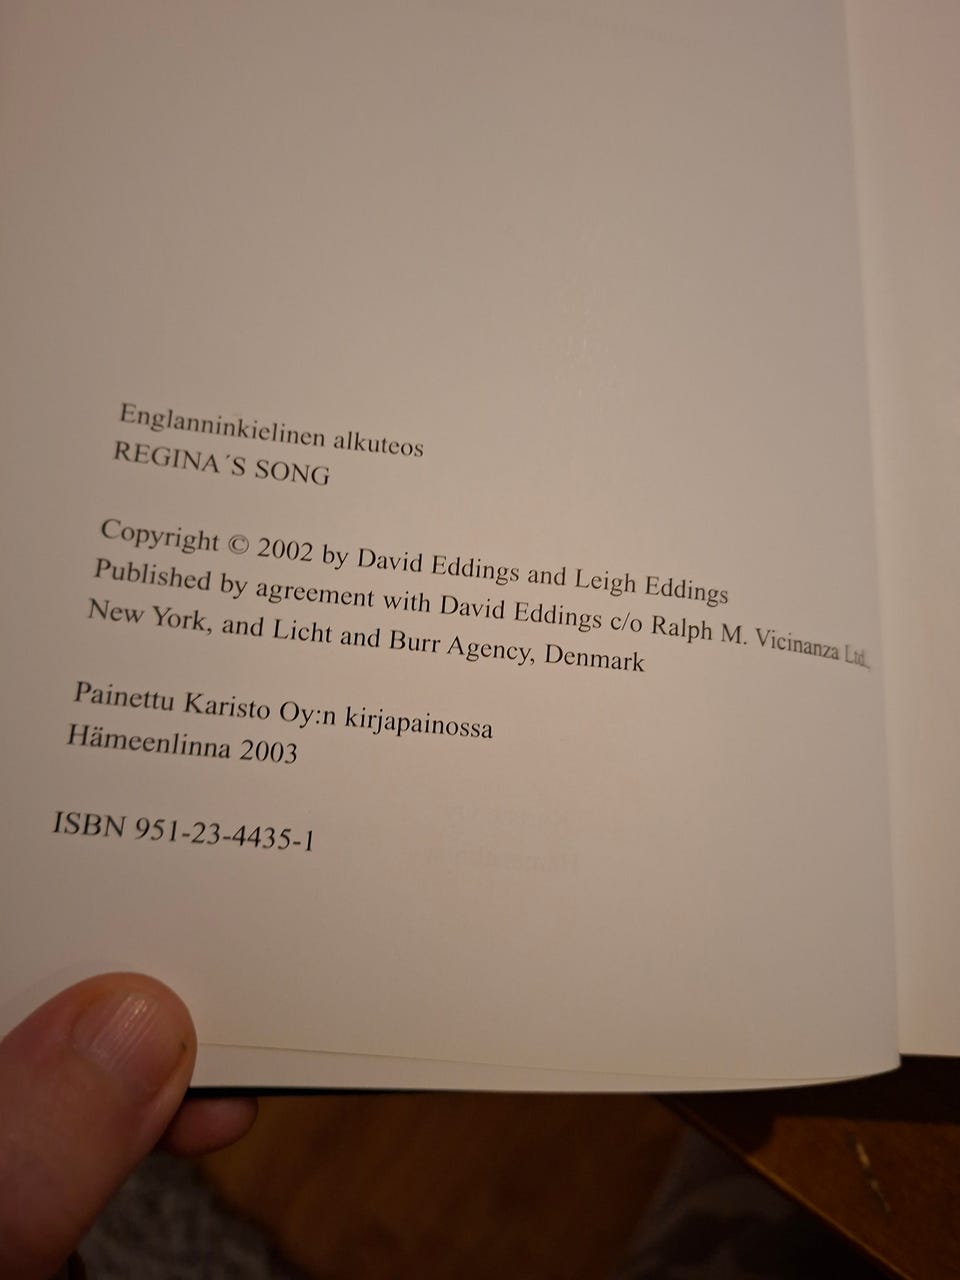 Englanninkielinen alkuteos
REGINA´S SONG
Copyright © 2002 by David Eddings and Leigh Eddings
Published by agreement with David Eddings c/o Ralph M. Vicinanza Ltd,
New York, and Licht and Burr Agency, Denmark
Painettu Karisto Oy:n kirjapainossa
Hämeenlinna 2003
ISBN 951-23-4435-1